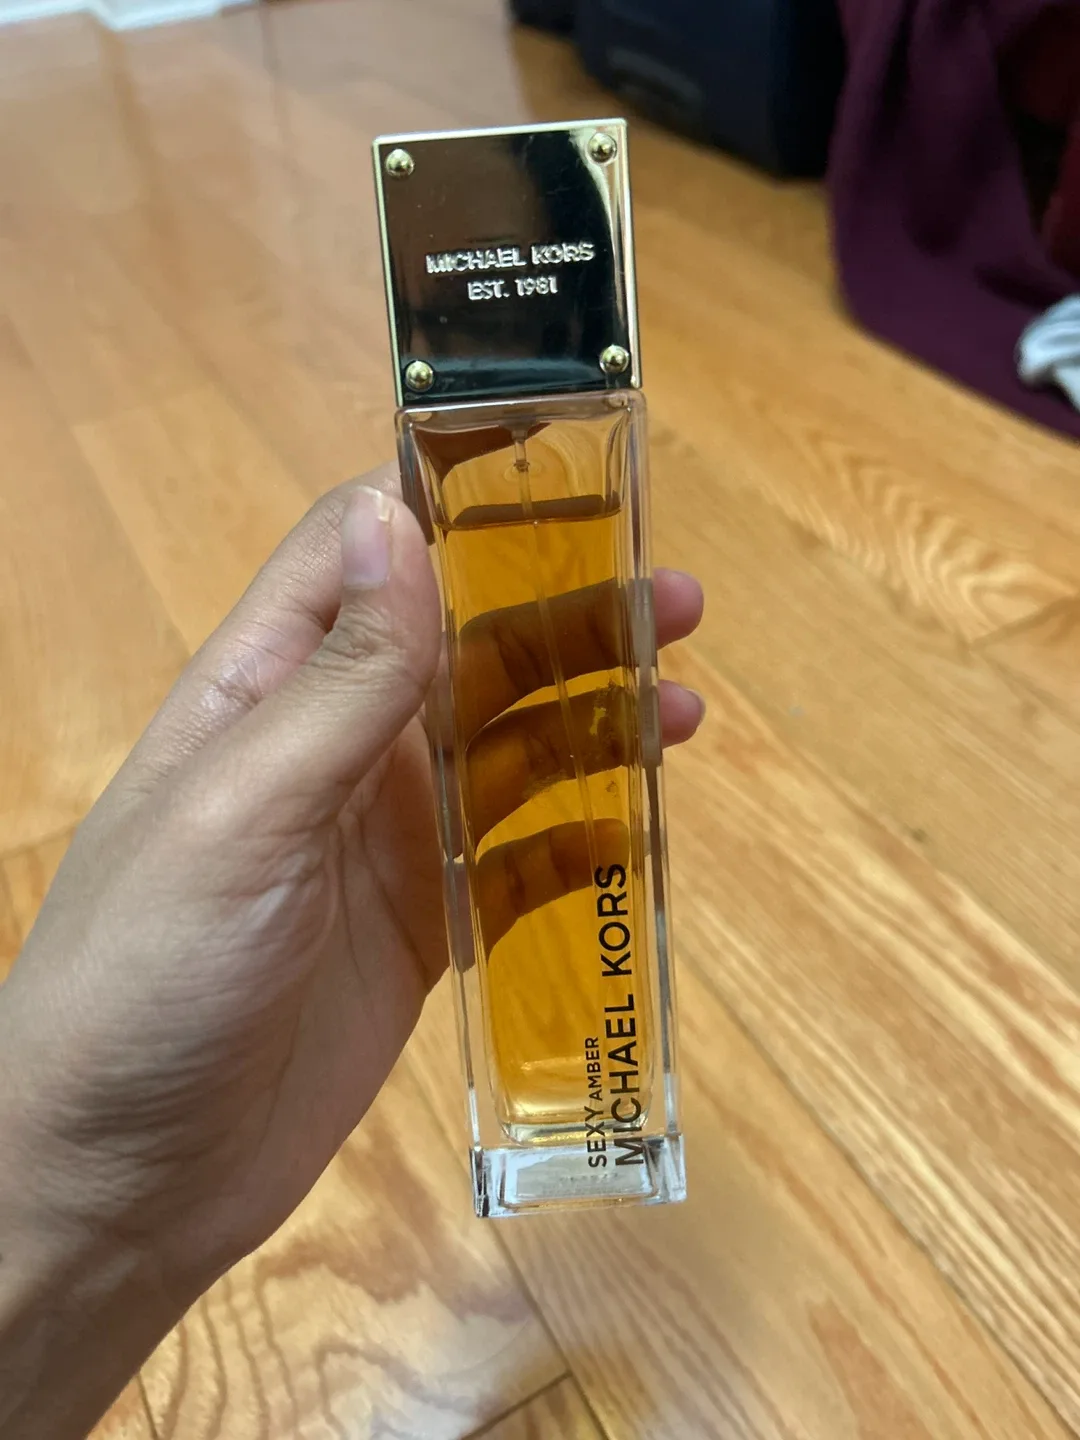 MICHAEL KORS
EST. 1981
SEXY AMBER
MICHAEL KORS